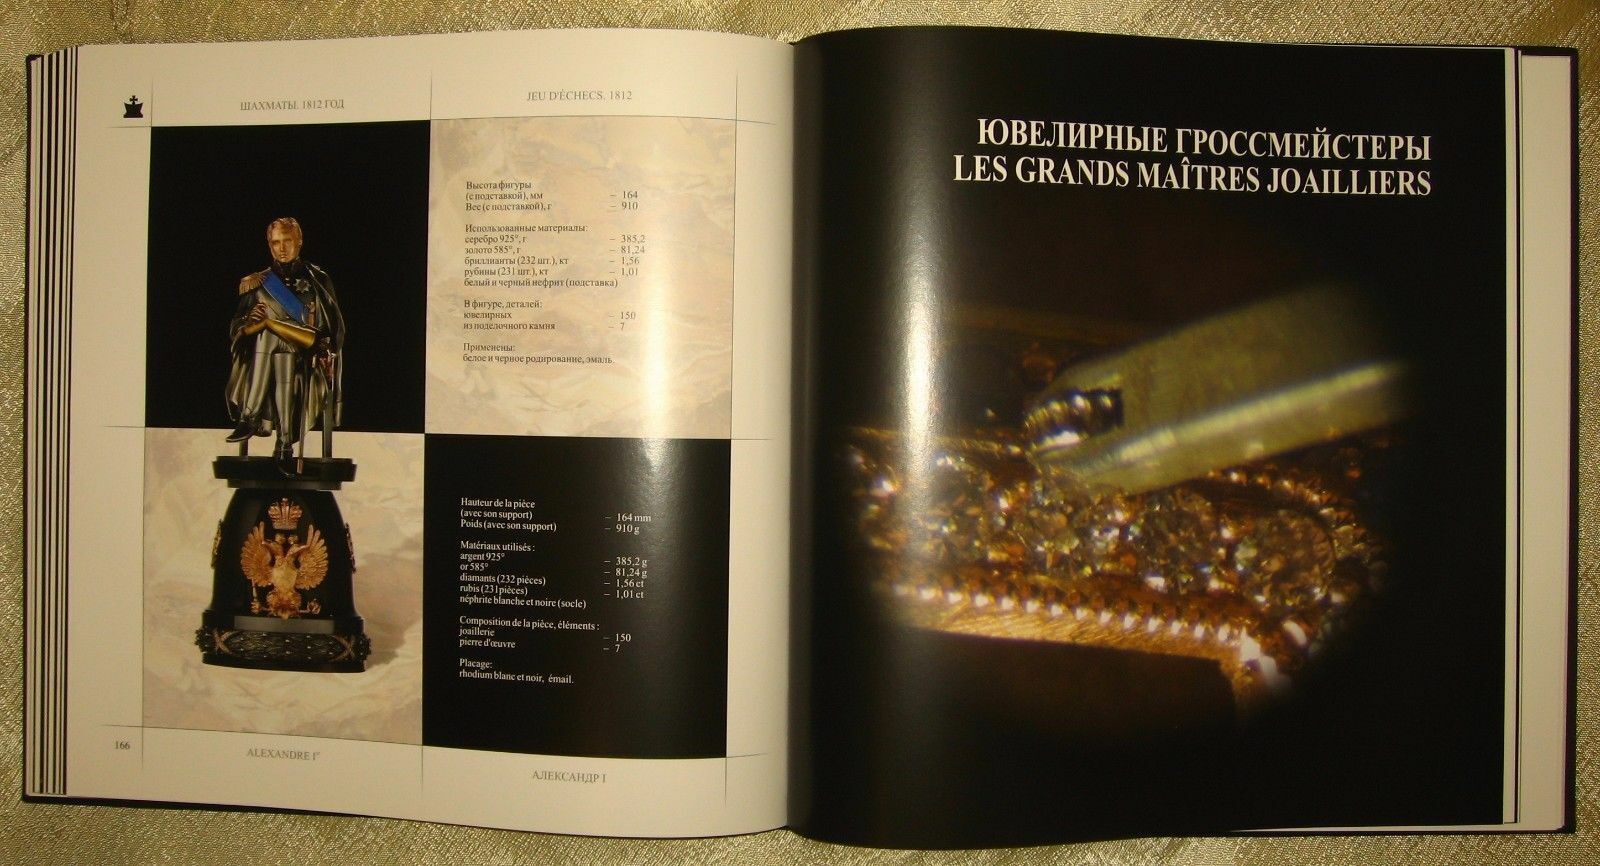 ШАХМАТЫ. 1812 ГОД
JEU D'ÉCHECS. 1812
Высота фигуры
(с подставкой), мм – 164
Вес (с подставкой), г – 910
Использованные материалы:
серебро 925°, г – 385,2
золото 585°, г – 81,24
бриллианты (232 шт.), кт – 1,56
рубины (231 шт.), кт – 1,01
белый и черный нефрит (подставка)
В фигуре, деталей:
ювелирных – 150
из поделочного камня – 7
Применены:
белое и черное родирование, эмаль.
Hauteur de la pièce
(avec son support) – 164 mm
Poids (avec son support) – 910 g
Matériaux utilisés :
argent 925° – 385,2 g
or 585° – 81,24 g
diamants (232 pièces) – 1,56 ct
rubis (231 pièces) – 1,01 ct
néphrite blanche et noire (socle)
Composition de la pièce, éléments :
joaillerie – 150
pierre d'œuvre – 7
Placage:
rhodium blanc et noir, émail.
166
ALEXANDRE Ier
АЛЕКСАНДР I
ЮВЕЛИРНЫЕ ГРОССМЕЙСТЕРЫ
LES GRANDS MAÎTRES JOAILLIERS